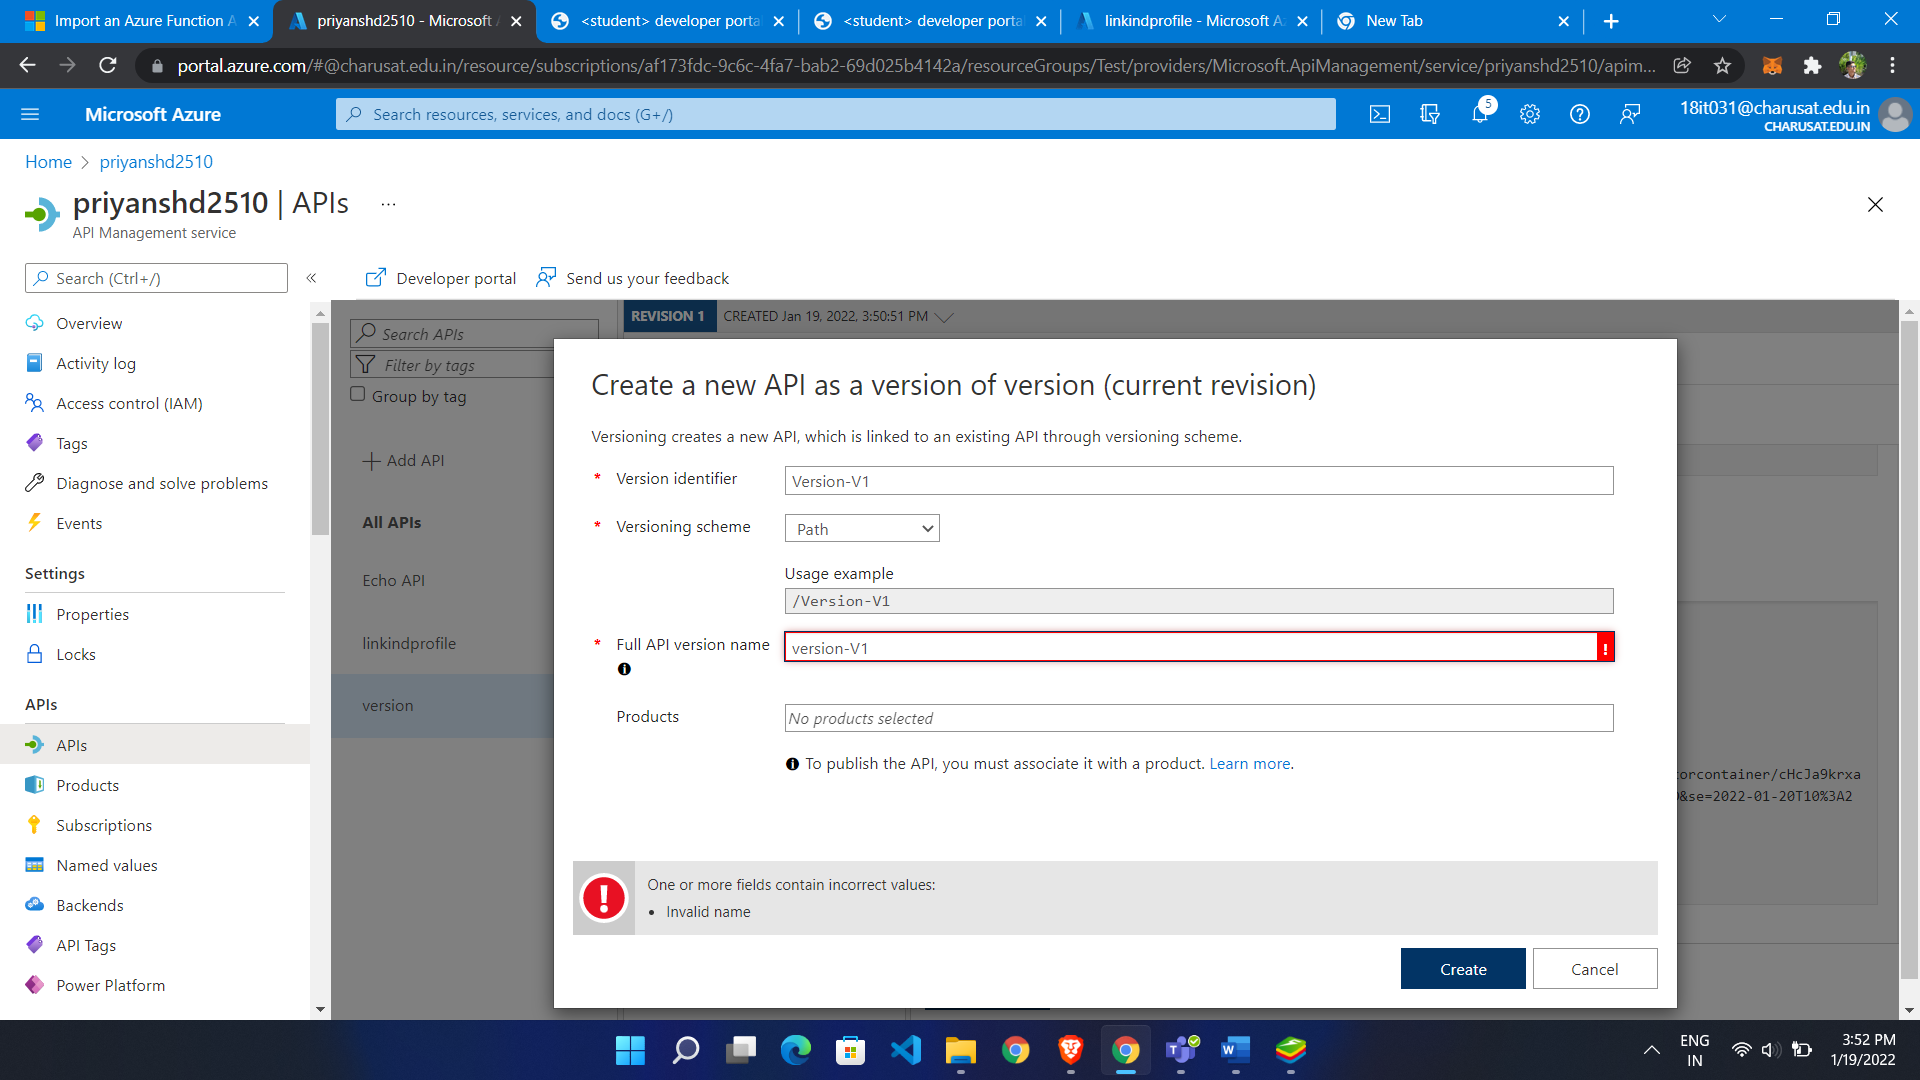 Import an Azure Function A
priyanshd2510 - Microsoft A
<student> developer porta
<student> developer porta
linkindprofile - Microsoft A
New Tab
portal.azure.com/#@charusat.edu.in/resource/subscriptions/af173fdc-9c6c-4fa7-bab2-69d025b4142a/resourceGroups/Test/providers/Microsoft.ApiManagement/service/priyanshd2510/apim...
Microsoft Azure
Search resources, services, and docs (G+/)
5
18it031@charusat.edu.in
CHARUSAT.EDU.IN
Home > priyanshd2510
priyanshd2510 | APIs ...
API Management service
Search (Ctrl+/)
«
Developer portal
Send us your feedback
Overview
Activity log
Access control (IAM)
Tags
Diagnose and solve problems
Events
Settings
Properties
Locks
APIs
APIs
Products
Subscriptions
Named values
Backends
API Tags
Power Platform
Search APIs
Filter by tags
Group by tag
Add API
All APIs
Echo API
linkindprofile
version
REVISION 1
CREATED Jan 19, 2022, 3:50:51 PM
Create a new API as a version of version (current revision)
Versioning creates a new API, which is linked to an existing API through versioning scheme.
* Version identifier
Version-V1
* Versioning scheme
Path
Usage example
/Version-V1
* Full API version name
version-V1
!
Products
No products selected
To publish the API, you must associate it with a product. Learn more.
orcontainer/cHcJa9krxa
&se=2022-01-20T10%3A2
One or more fields contain incorrect values:
• Invalid name
Create
Cancel
ENG
IN
3:52 PM
1/19/2022